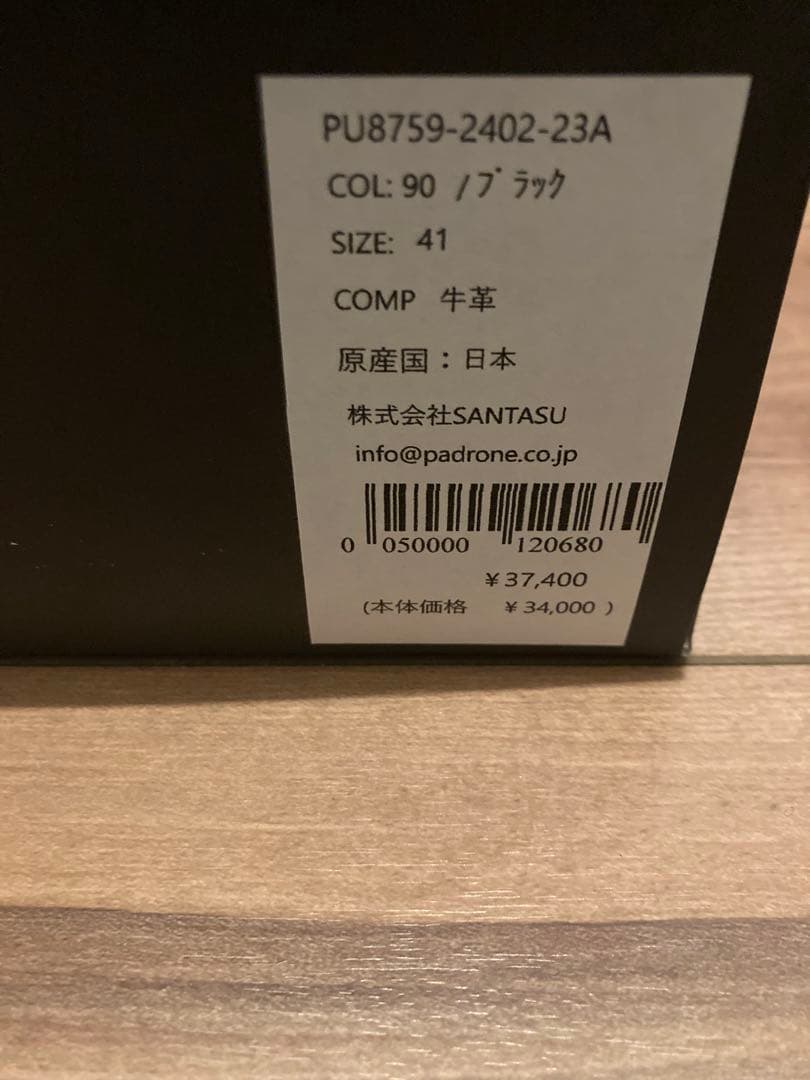 PU8759-2402-23A
COL: 90 /ﾌﾞﾗｯｸ
SIZE: 41
COMP 牛革
原産国：日本
株式会社SANTASU
info@padrone.co.jp
0 050000 120680
¥37,400
(本体価格 ¥34,000 )